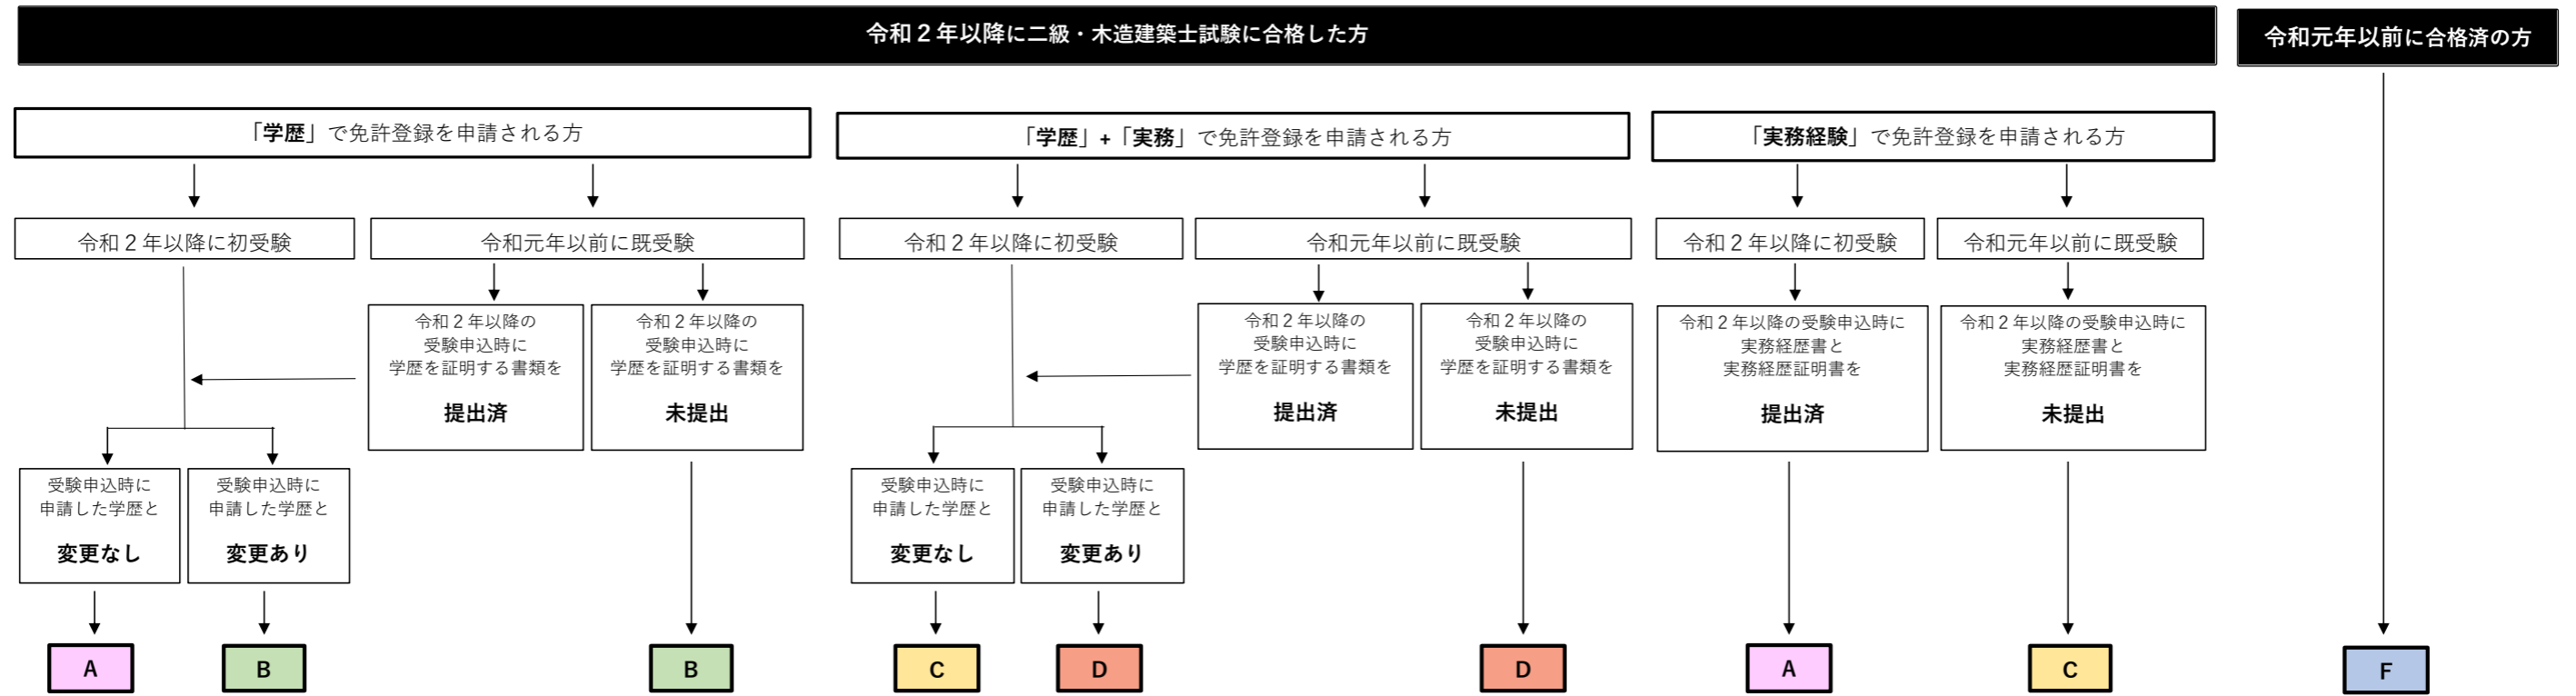 令和２年以降に二級・木造建築士試験に合格した方
令和元年以前に合格済の方
「学歴」で免許登録を申請される方
「学歴」+「実務」で免許登録を申請される方
「実務経験」で免許登録を申請される方
令和２年以降に初受験
令和元年以前に既受験
令和２年以降に初受験
令和元年以前に既受験
令和２年以降に初受験
令和元年以前に既受験
令和２年以降の
受験申込時に
学歴を証明する書類を
提出済
令和２年以降の
受験申込時に
学歴を証明する書類を
未提出
令和２年以降の
受験申込時に
学歴を証明する書類を
提出済
令和２年以降の
受験申込時に
学歴を証明する書類を
未提出
令和２年以降の受験申込時に
実務経歴書と
実務経歴証明書を
提出済
令和２年以降の受験申込時に
実務経歴書と
実務経歴証明書を
未提出
受験申込時に
申請した学歴と
変更なし
受験申込時に
申請した学歴と
変更あり
受験申込時に
申請した学歴と
変更なし
受験申込時に
申請した学歴と
変更あり
A
B
B
C
D
D
A
C
F